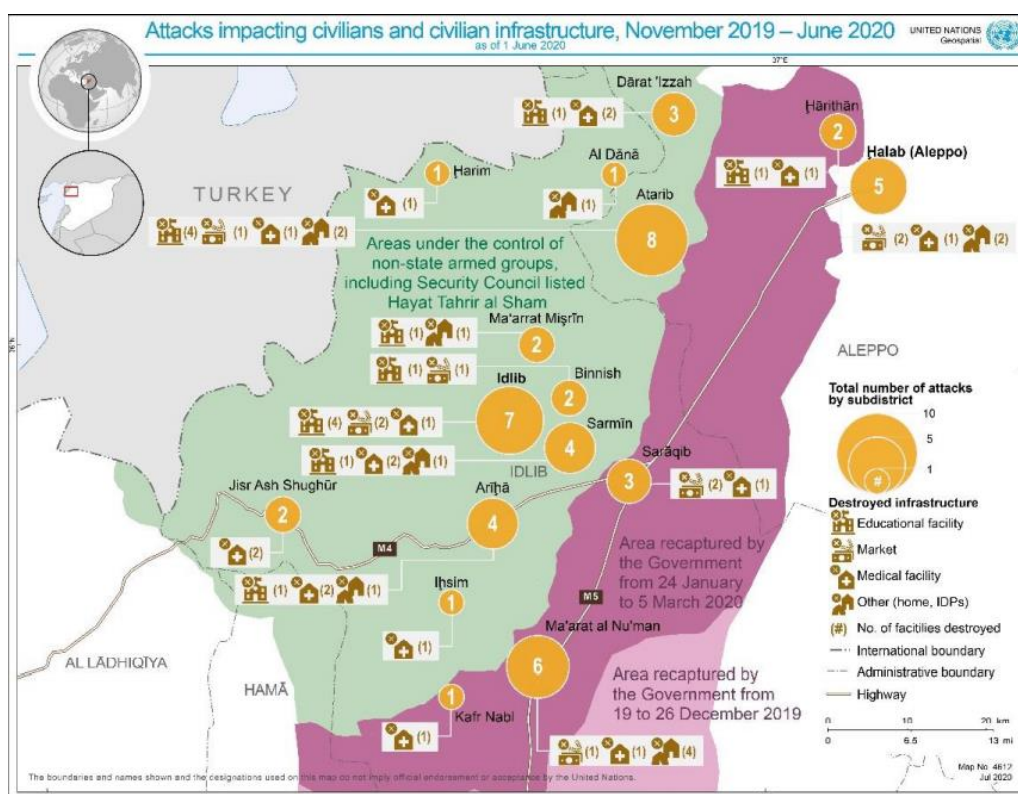 Attacks impacting civilians and civilian infrastructure, November 2019 – June 2020
as of 1 June 2020
UNITED NATIONS
Geospatial
37°E
Dārat 'Izzah
(1) (2)
3
Ḩārithān
2
(1) (1)
Ḩalab (Aleppo)
5
(2) (1) (2)
Al Dānā
1
(1)
Ḩarim
1
(1)
TURKEY
Atarib
8
(4) (1) (1) (2)
Areas under the control of
non-state armed groups,
including Security Council listed
Hayat Tahrir al Sham
Ma'arrat Mişrīn
(1) (1)
2
Binnish
(1) (1)
2
Idlib
7
(4) (2) (1)
Sarmīn
4
(1) (2) (1)
IDLIB
ALEPPO
Sarāqib
3
(2) (1)
Jisr Ash Shughūr
2
(2)
Arīḩā
4
(1) (2) (1)
M4
Iḩsim
1
(1)
Area recaptured by
the Government
from 24 January
to 5 March 2020
M5
Ma'arat al Nu'man
6
(1) (1) (4)
Area recaptured by
the Government from
19 to 26 December 2019
Kafr Nabl
1
(1)
AL LĀDHIQĪYA
HAMĀ
Total number of attacks
by subdistrict
10
5
1
#
Destroyed infrastructure
Educational facility
Market
Medical facility
Other (home, IDPs)
(#) No. of facitilies destroyed
International boundary
Administrative boundary
Highway
0 10 20 km
0 6.5 13 mi
Map No. 4612
Jul 2020
The boundaries and names shown and the designations used on this map do not imply official endorsement or acceptance by the United Nations.